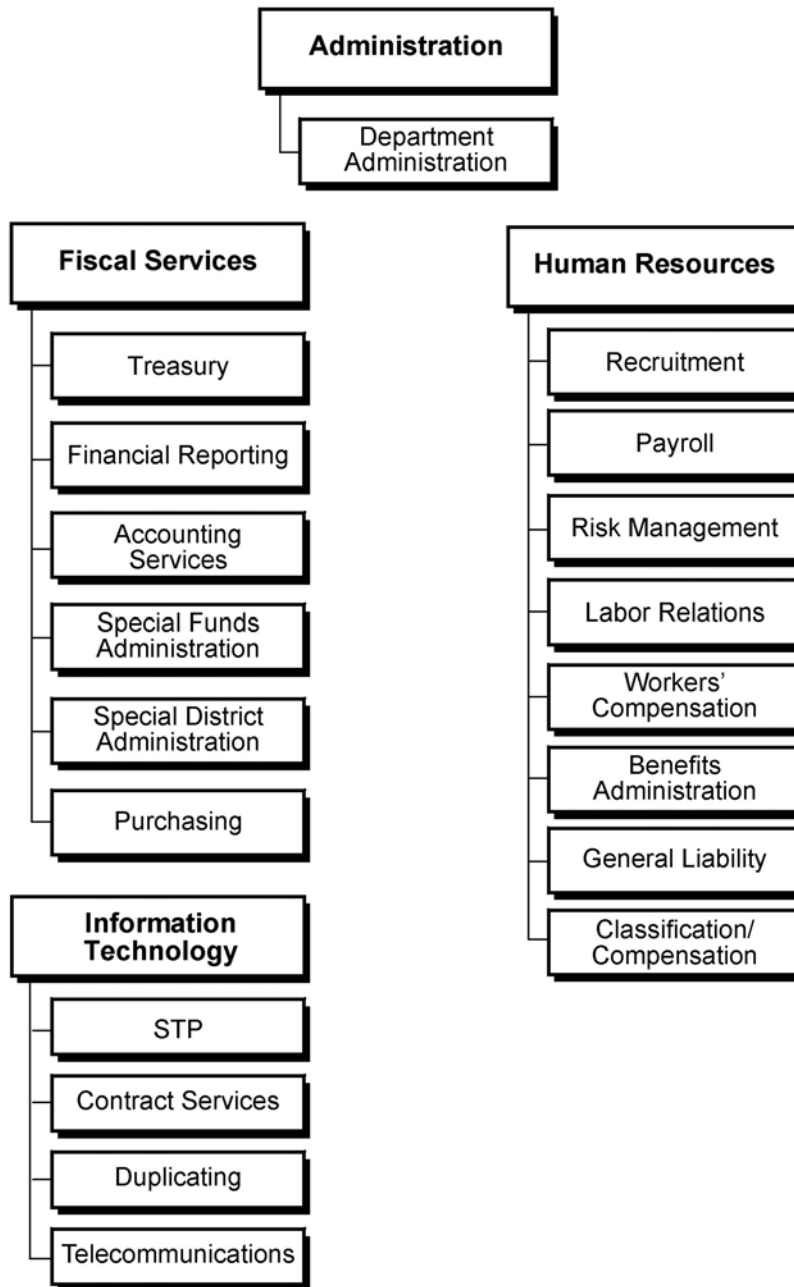 Administration
Department
Administration
Fiscal Services
Treasury
Financial Reporting
Accounting
Services
Special Funds
Administration
Special District
Administration
Purchasing
Information
Technology
STP
Contract Services
Duplicating
Telecommunications
Human Resources
Recruitment
Payroll
Risk Management
Labor Relations
Workers’
Compensation
Benefits
Administration
General Liability
Classification/
Compensation